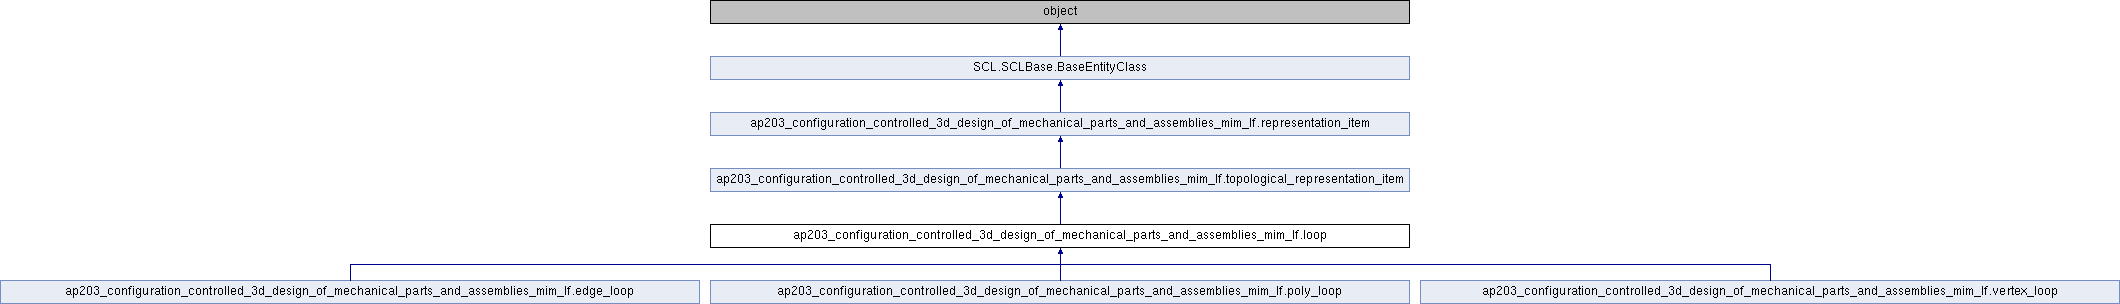 object
SCL.SCLBase.BaseEntityClass
ap203_configuration_controlled_3d_design_of_mechanical_parts_and_assemblies_mim_lf.representation_item
ap203_configuration_controlled_3d_design_of_mechanical_parts_and_assemblies_mim_lf.topological_representation_item
ap203_configuration_controlled_3d_design_of_mechanical_parts_and_assemblies_mim_lf.loop
ap203_configuration_controlled_3d_design_of_mechanical_parts_and_assemblies_mim_lf.edge_loop
ap203_configuration_controlled_3d_design_of_mechanical_parts_and_assemblies_mim_lf.poly_loop
ap203_configuration_controlled_3d_design_of_mechanical_parts_and_assemblies_mim_lf.vertex_loop